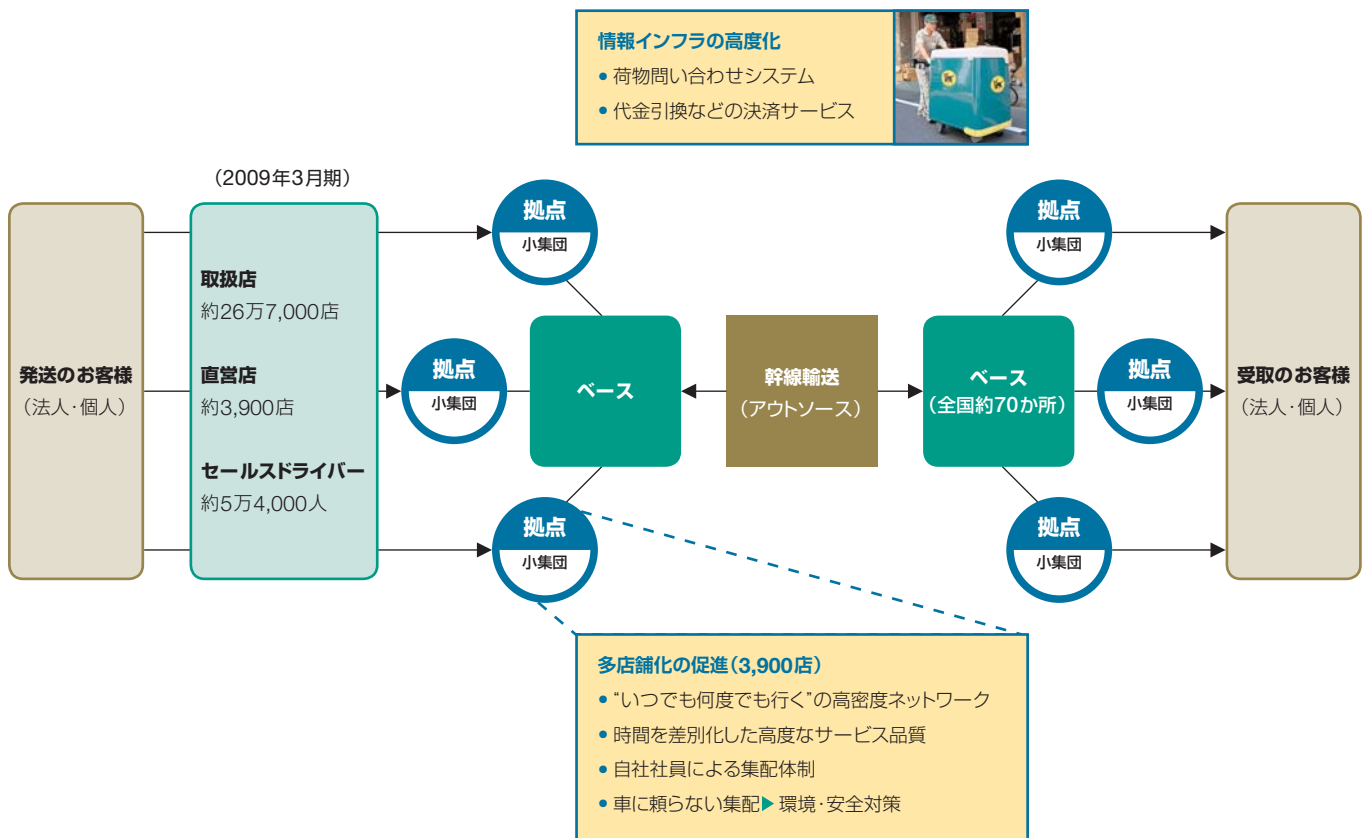 情報インフラの高度化
• 荷物問い合わせシステム
• 代金引換などの決済サービス
（2009年3月期）
発送のお客様
（法人・個人）
取扱店
約26万7,000店
直営店
約3,900店
セールスドライバー
約5万4,000人
拠点
小集団
拠点
小集団
拠点
小集団
ベース
幹線輸送
（アウトソース）
ベース
（全国約70か所）
拠点
小集団
拠点
小集団
拠点
小集団
受取のお客様
（法人・個人）
多店舗化の促進（3,900店）
• “いつでも何度でも行く”の高密度ネットワーク
• 時間を差別化した高度なサービス品質
• 自社社員による集配体制
• 車に頼らない集配▶環境・安全対策